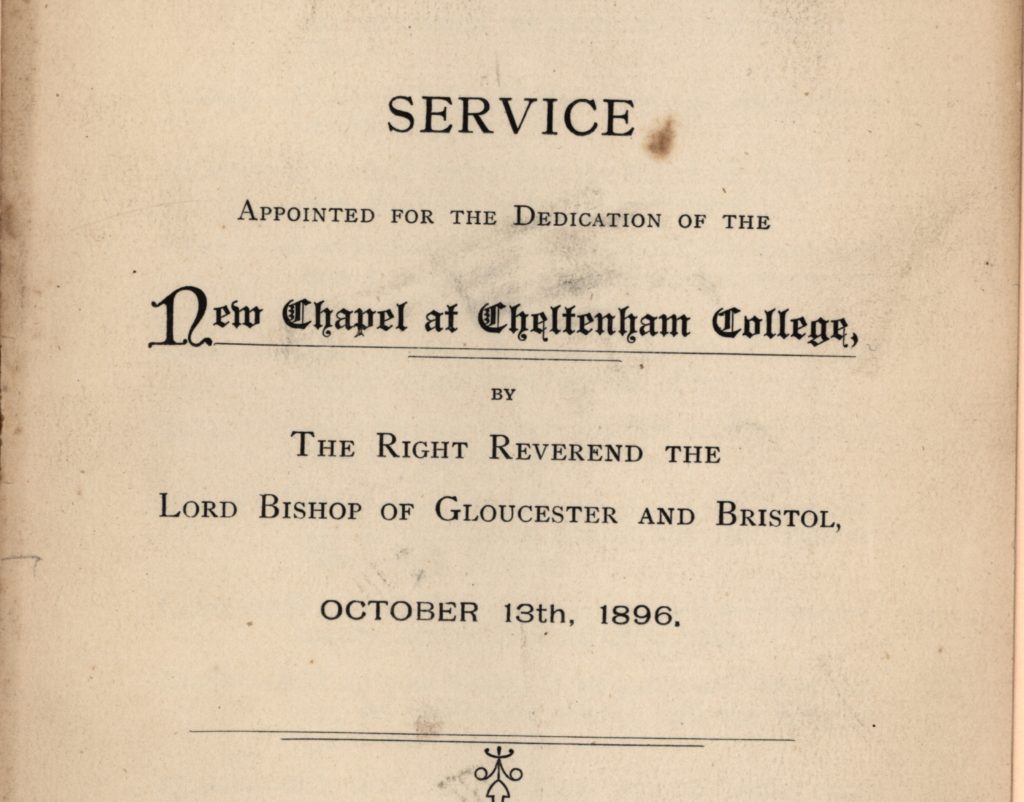 SERVICE
APPOINTED FOR THE DEDICATION OF THE
New Chapel at Cheltenham College,
BY
THE RIGHT REVEREND THE
LORD BISHOP OF GLOUCESTER AND BRISTOL,
OCTOBER 13th, 1896.